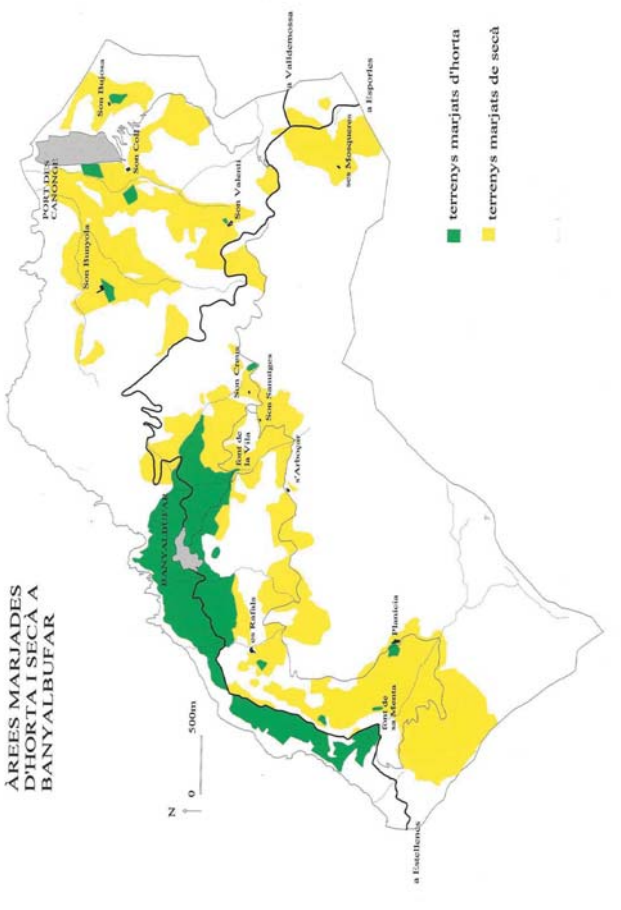 ÀREES MARJADES
D'HORTA I SECÀ A
BANYALBUFAR
N
0
500m
PORT DES
CANONGE
Son Bujosa
Son Coll
Son Bunyola
Son Valentí
a Valldemossa
a Esporles
ses Mosqueres
BANYALBUFAR
font de
la Vila
Son Creus
Son Sanutges
s'Arboçar
es Rafals
Planícia
font de
sa Menta
a Estellencs
terrenys marjats d'horta
terrenys marjats de secà